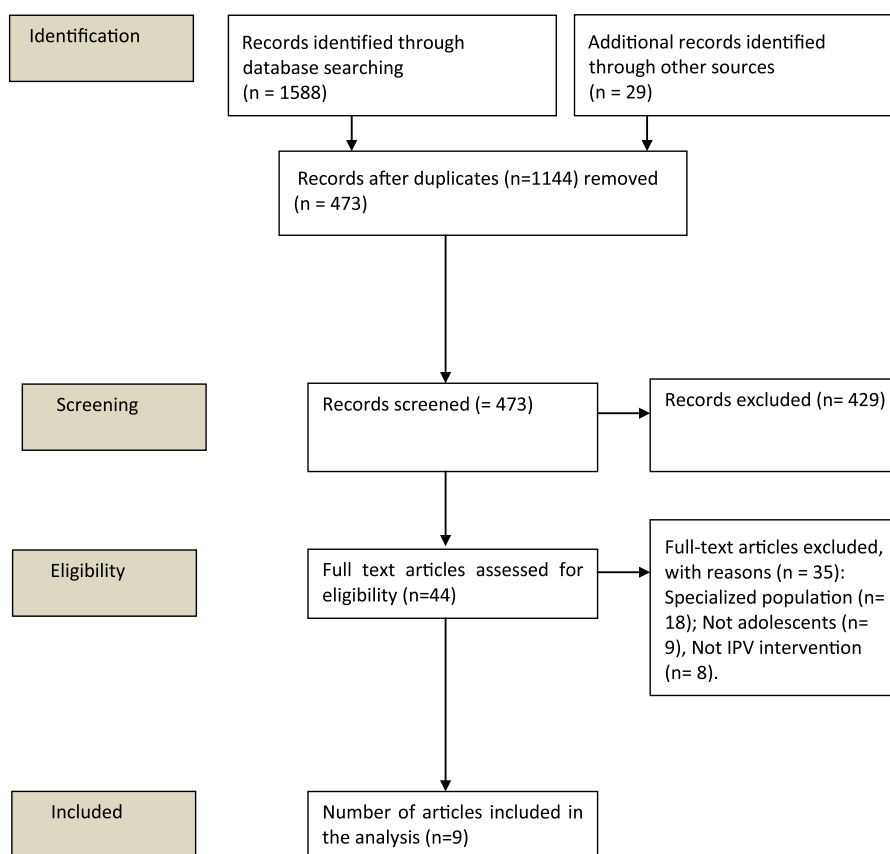 Identification
Records identified through
database searching
(n = 1588)
Additional records identified
through other sources
(n = 29)
Records after duplicates (n=1144) removed
(n = 473)
Screening
Records screened (= 473)
Records excluded (n= 429)
Eligibility
Full text articles assessed for
eligibility (n=44)
Full-text articles excluded,
with reasons (n = 35):
Specialized population (n=
18); Not adolescents (n=
9), Not IPV intervention
(n= 8).
Included
Number of articles included in
the analysis (n=9)